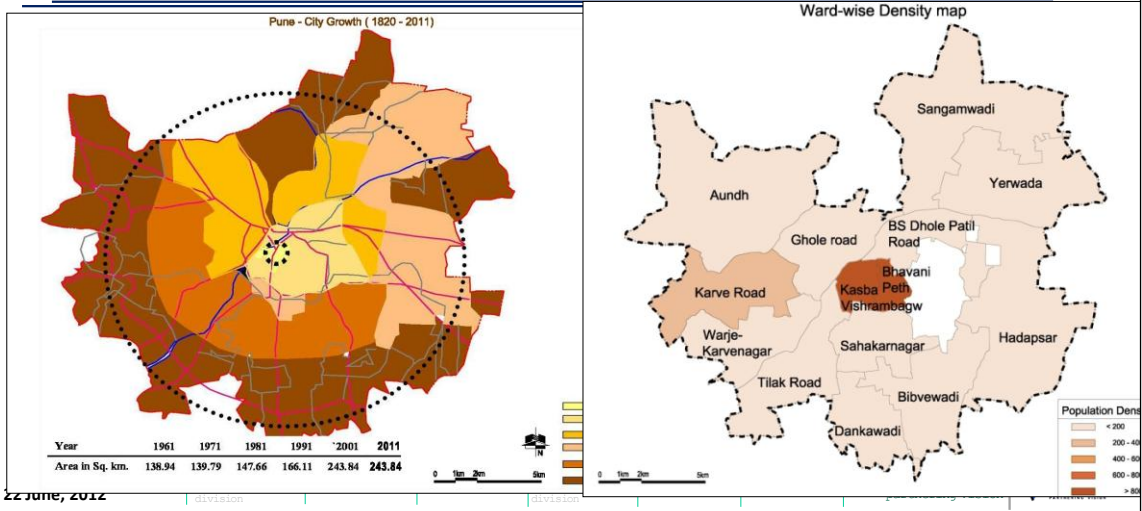 Pune - City Growth ( 1820 - 2011)
Year 1961 1971 1981 1991 `2001 2011
Area in Sq. km. 138.94 139.79 147.66 166.11 243.84 243.84
N
0 1km 2km 5km
Ward-wise Density map
Sangamwadi
Yerwada
Aundh
BS Dhole Patil
Road
Ghole road
Bhavani
Peth
Kasba
Vishrambagw
Karve Road
Warje-
Karvenagar
Sahakarnagar
Hadapsar
Tilak Road
Bibvewadi
Dankawadi
Population Dens
< 200
200 - 40
400 - 60
600 - 80
> 80
0 1km 2km 5km
22 June, 2012
division
division